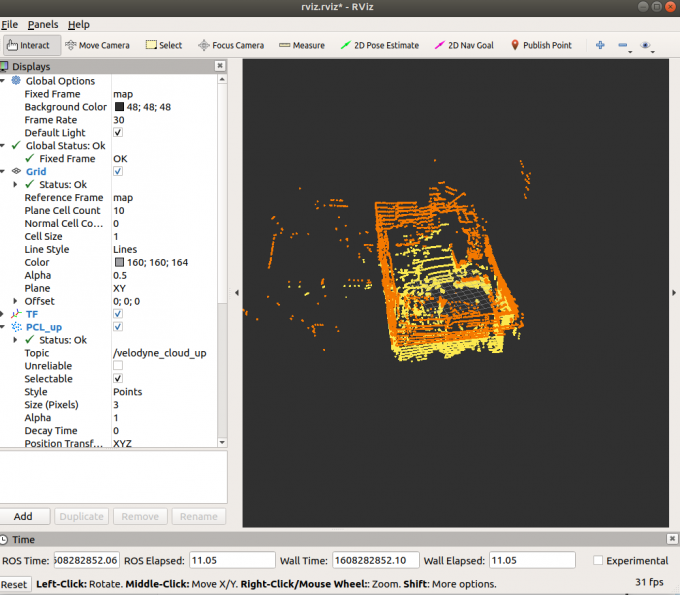 rviz.rviz* - RViz
File Panels Help
Interact Move Camera Select Focus Camera Measure 2D Pose Estimate 2D Nav Goal Publish Point
Displays
Global Options
Fixed Frame map
Background Color 48; 48; 48
Frame Rate 30
Default Light
Global Status: Ok
Fixed Frame OK
Grid
Status: Ok
Reference Frame map
Plane Cell Count 10
Normal Cell Co... 0
Cell Size 1
Line Style Lines
Color 160; 160; 164
Alpha 0.5
Plane XY
Offset 0; 0; 0
TF
PCL_up
Status: Ok
Topic /velodyne_cloud_up
Unreliable
Selectable
Style Points
Size (Pixels) 3
Alpha 1
Decay Time 0
Position Transf... XYZ
Add Duplicate Remove Rename
Time
ROS Time: 608282852.06 ROS Elapsed: 11.05 Wall Time: 1608282852.10 Wall Elapsed: 11.05 Experimental
Reset Left-Click: Rotate. Middle-Click: Move X/Y. Right-Click/Mouse Wheel:: Zoom. Shift: More options. 31 fps